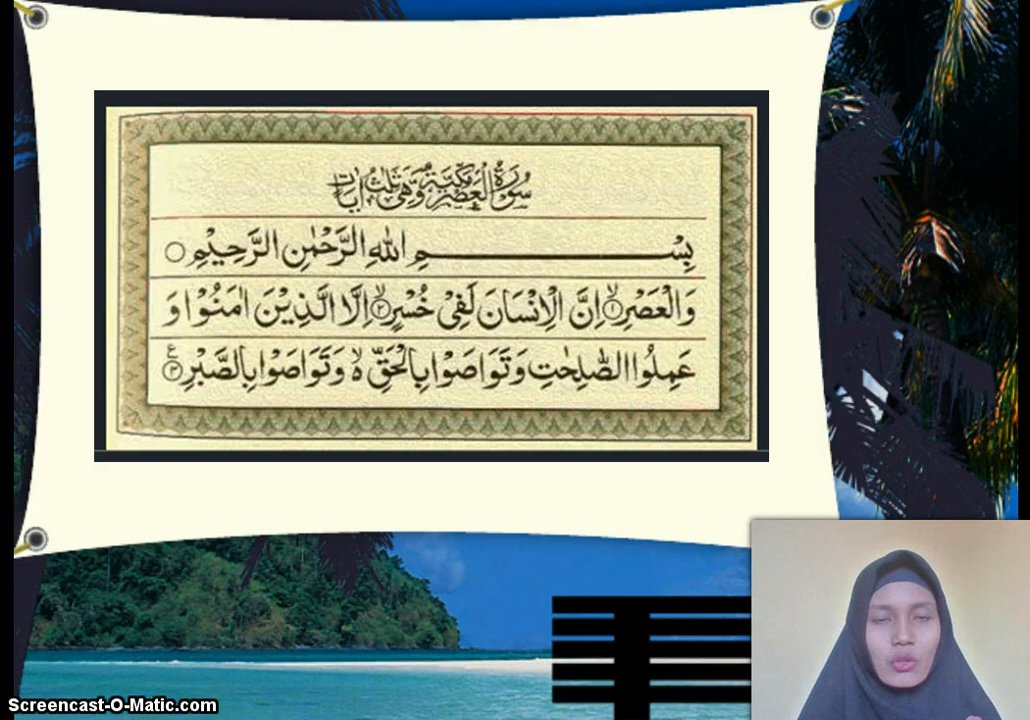 سُوْرَةُ الْعَصْرِ مَكِّيَّةٌ وَهِيَ ثَلٰثُ اٰيَاتٍ
بِسْمِ اللّٰهِ الرَّحْمٰنِ الرَّحِيْمِ ○
وَالْعَصْرِۙ ١ اِنَّ الْاِنْسَانَ لَفِيْ خُسْرٍۙ ٢ اِلَّا الَّذِيْنَ اٰمَنُوْا وَ
عَمِلُوا الصّٰلِحٰتِ وَتَوَاصَوْا بِالْحَقِّ ەۙ وَتَوَاصَوْا بِالصَّبْرِ ٣ ع
Screencast-O-Matic.com